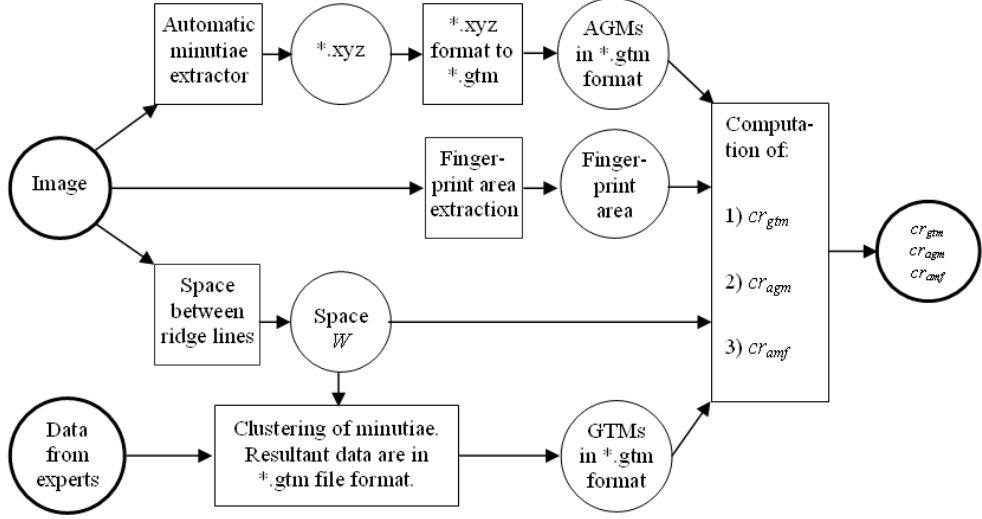 Automatic
minutiae
extractor
*.xyz
*.xyz
format to
*.gtm
AGMs
in *.gtm
format
Image
Finger-
print area
extraction
Finger-
print
area
Computa-
tion of:
1) cr_gtm
2) cr_agm
3) cr_amf
cr_gtm
cr_agm
cr_amf
Space
between
ridge lines
Space
W
Data
from
experts
Clustering of minutiae.
Resultant data are in
*.gtm file format.
GTMs
in *.gtm
format